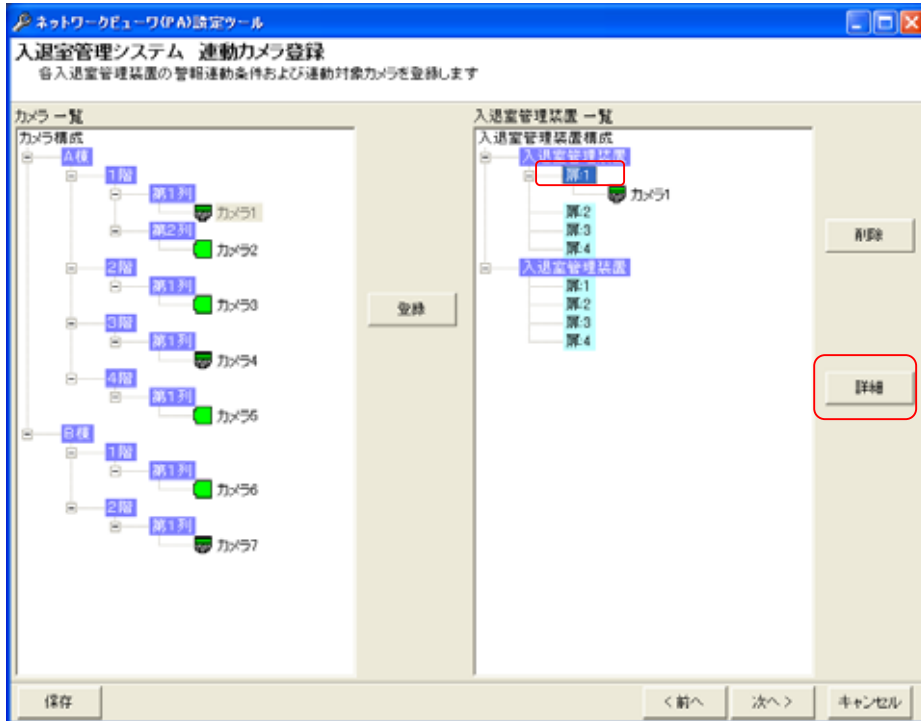 ネットワークビューワ(PA)設定ツール
入退室管理システム 連動カメラ登録
各入退室管理装置の警報連動条件および連動対象カメラを登録します
カメラ 一覧
カメラ構成
A棟
1階
第1列
カメラ1
第2列
カメラ2
2階
第1列
カメラ3
3階
第1列
カメラ4
4階
第1列
カメラ5
B棟
1階
第1列
カメラ6
2階
第1列
カメラ7
登録
入退室管理装置 一覧
入退室管理装置構成
入退室管理装置
扉:1
カメラ1
扉:2
扉:3
扉:4
入退室管理装置
扉:1
扉:2
扉:3
扉:4
削除
詳細
保存
<前へ
次へ>
キャンセル